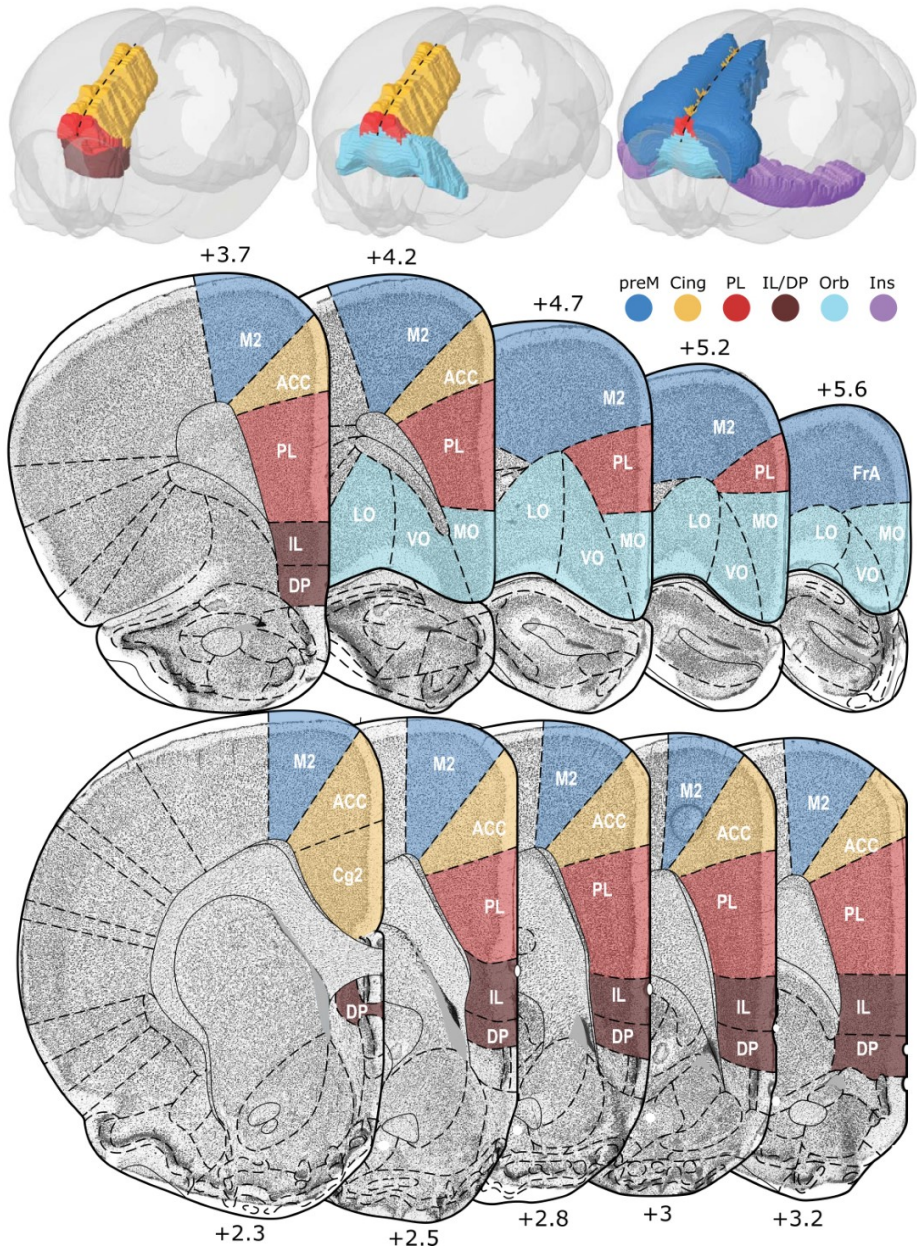 +3.7
+4.2
+4.7
+5.2
+5.6
preM Cing PL IL/DP Orb Ins
M2
ACC
PL
IL
DP
M2
ACC
PL
LO
VO
MO
M2
PL
LO
VO
MO
M2
PL
MO
LO
VO
FrA
LO
MO
VO
M2
ACC
Cg2
DP
M2
ACC
PL
IL
DP
M2
ACC
PL
IL
DP
M2
ACC
PL
IL
DP
M2
ACC
PL
IL
DP
+2.3
+2.5
+2.8
+3
+3.2